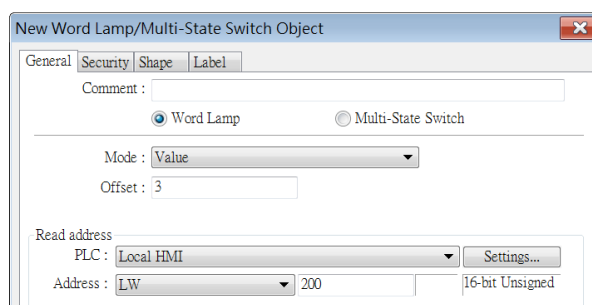 New Word Lamp/Multi-State Switch Object
General Security Shape Label
Comment :
Word Lamp Multi-State Switch
Mode : Value
Offset : 3
Read address
PLC : Local HMI Settings...
Address : LW 200 16-bit Unsigned